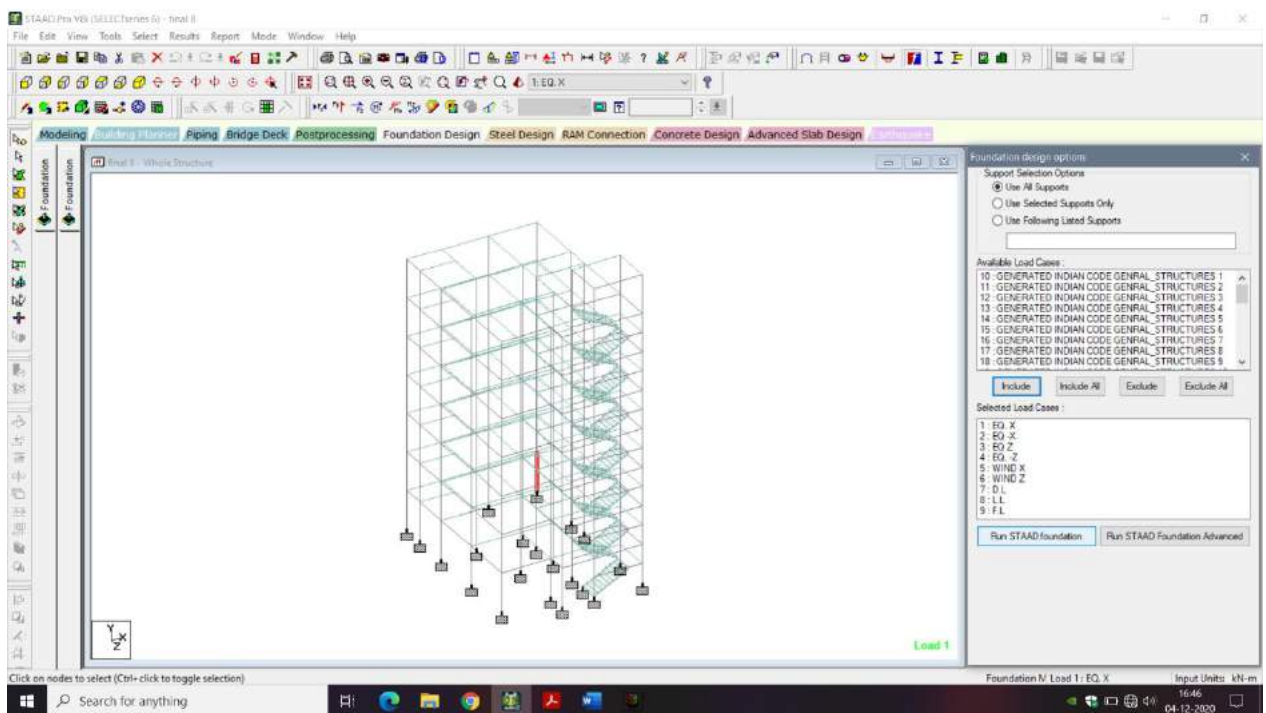 STAAD.Pro V8i (SELECTseries 6) - final II
File Edit View Tools Select Results Report Mode Window Help
1: EQ. X
Modeling Building Planner Piping Bridge Deck Postprocessing Foundation Design Steel Design RAM Connection Concrete Design Advanced Slab Design Earthquake
Foundation
Foundation
final II - Whole Structure
Load 1
Foundation design options
Support Selection Options
Use All Supports
Use Selected Supports Only
Use Following Listed Supports
Available Load Cases :
10 : GENERATED INDIAN CODE GENRAL_STRUCTURES 1
11 : GENERATED INDIAN CODE GENRAL_STRUCTURES 2
12 : GENERATED INDIAN CODE GENRAL_STRUCTURES 3
13 : GENERATED INDIAN CODE GENRAL_STRUCTURES 4
14 : GENERATED INDIAN CODE GENRAL_STRUCTURES 5
15 : GENERATED INDIAN CODE GENRAL_STRUCTURES 6
16 : GENERATED INDIAN CODE GENRAL_STRUCTURES 7
17 : GENERATED INDIAN CODE GENRAL_STRUCTURES 8
18 : GENERATED INDIAN CODE GENRAL_STRUCTURES 9
Include Include All Exclude Exclude All
Selected Load Cases :
1 : EQ. X
2 : EQ -X
3 : EQ Z
4 : EQ. -Z
5 : WIND X
6 : WIND Z
7 : D.L
8 : L.L
9 : F.L
Run STAAD.foundation Run STAAD Foundation Advanced
Y X Z
Click on nodes to select (Ctrl+ click to toggle selection) Foundation IV Load 1 : EQ. X Input Units: kN-m
Search for anything
16:46
04-12-2020